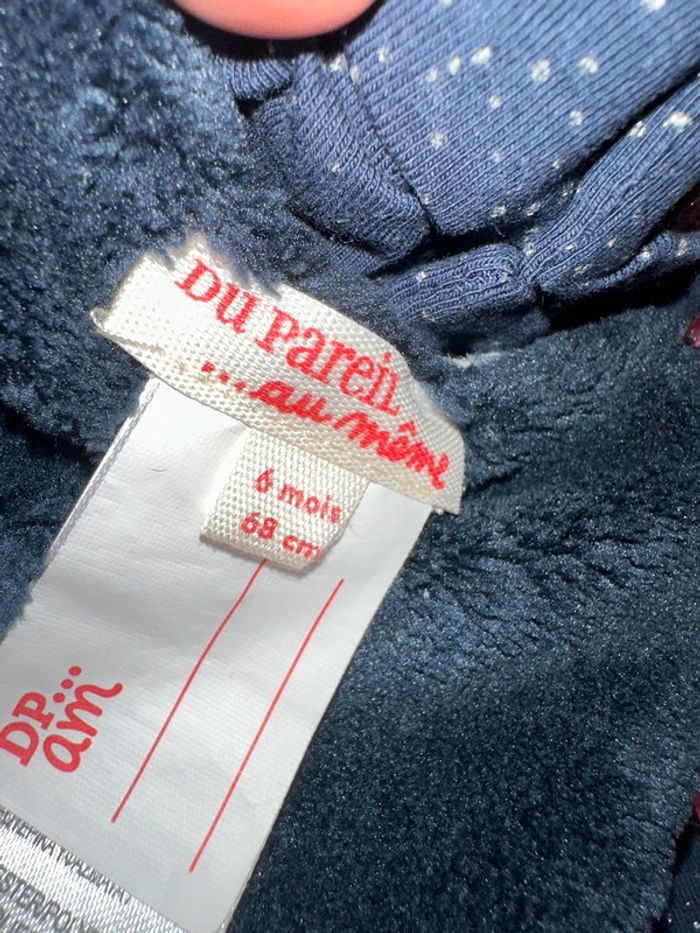 Du Pareil
...au même
6 mois
68 cm
DP...
am